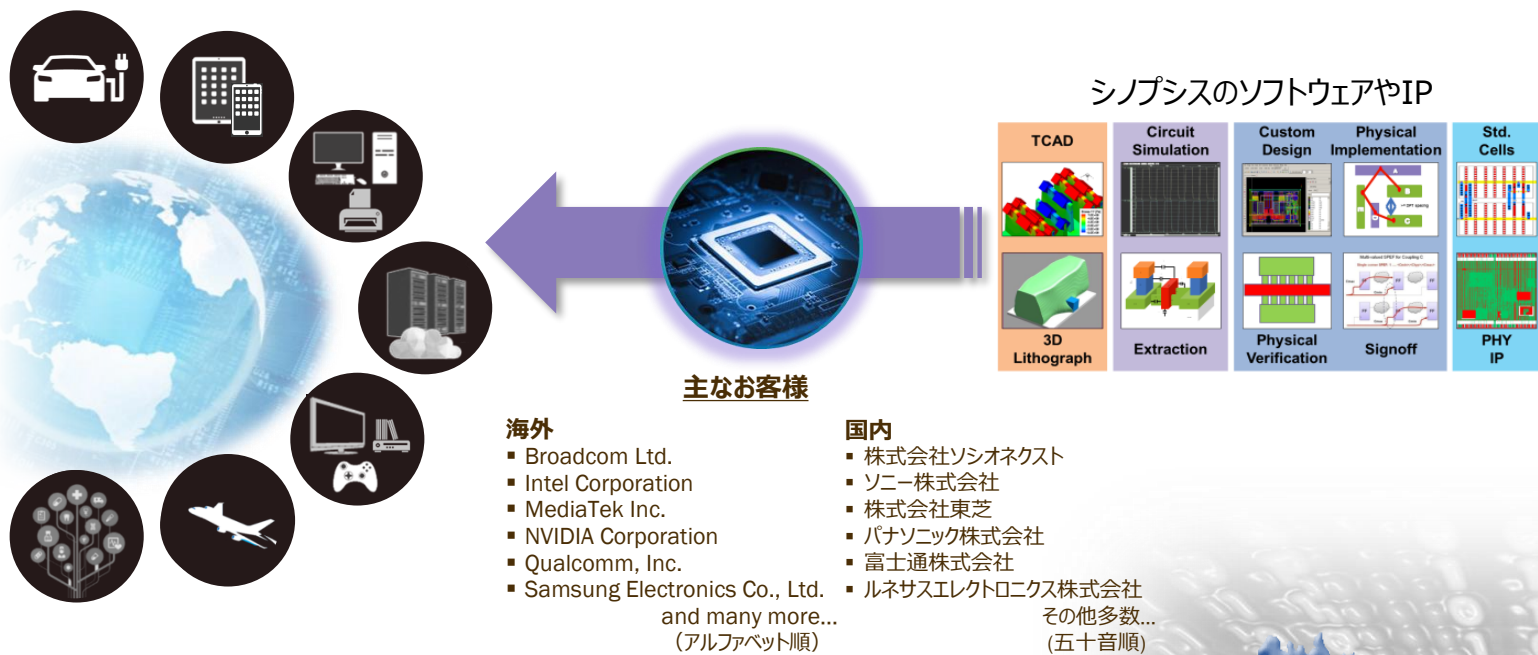 シノプシスのソフトウェアやIP
TCAD
Circuit
Simulation
Custom
Design
Physical
Implementation
Std.
Cells
3D
Lithograph
Extraction
Physical
Verification
Signoff
PHY
IP
主なお客様
海外
▪ Broadcom Ltd.
▪ Intel Corporation
▪ MediaTek Inc.
▪ NVIDIA Corporation
▪ Qualcomm, Inc.
▪ Samsung Electronics Co., Ltd.
and many more...
（アルファベット順）
国内
▪ 株式会社ソシオネクスト
▪ ソニー株式会社
▪ 株式会社東芝
▪ パナソニック株式会社
▪ 富士通株式会社
▪ ルネサスエレクトロニクス株式会社
その他多数...
(五十音順)